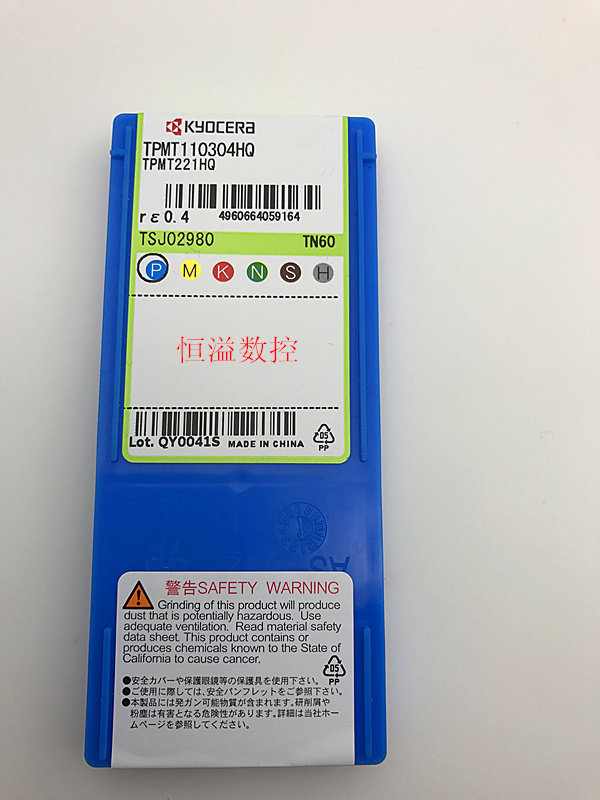 KYOCERA
TPMT110304HQ
TPMT221HQ
rε0.4 4960664059164
TSJ02980 TN60
P M K N S H
恒溢数控
Lot. QY0041S MADE IN CHINA
05
PP
警告SAFETY WARNING
Grinding of this product will produce
dust that is potentially hazardous. Use
adequate ventilation. Read material safety
data sheet. This product contains or
produces chemicals known to the State of
California to cause cancer.
05
PP
●安全カバーや保護眼鏡等の保護具を使用下さい。
●ご使用に際しては、安全パンフレットをご参照下さい。
●本製品には発ガン可能物質が含まれます。研削屑や
粉塵は有害となる危険性があります。詳細は当社ホー
ムページを参照してください。